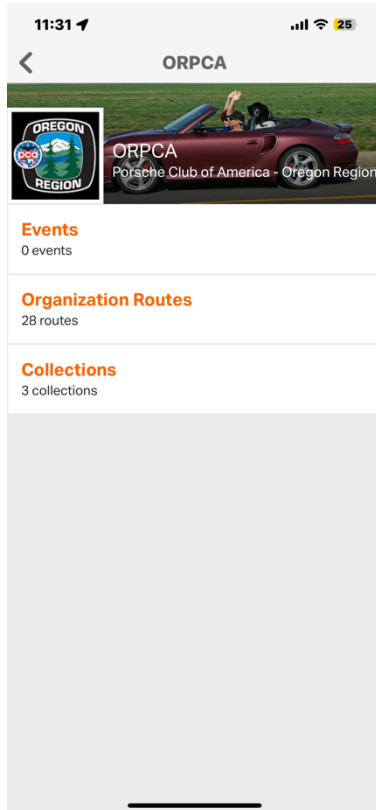 11:31
25
ORPCA
OREGON
pca
REGION
ORPCA
Porsche Club of America - Oregon Region
Events
0 events
Organization Routes
28 routes
Collections
3 collections